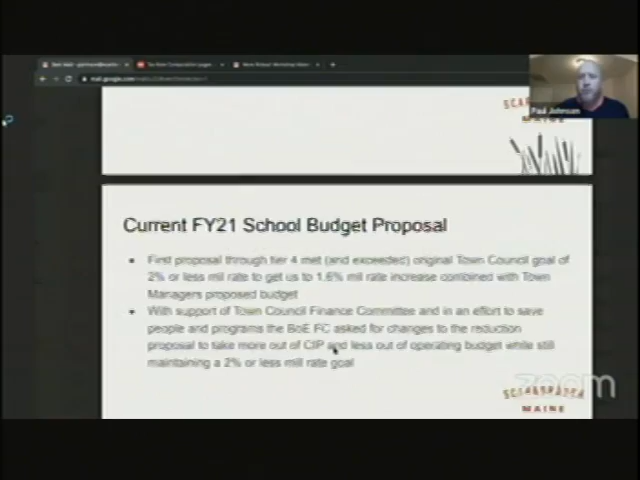 mail.google.com
Paul Johnson
MAINE
Current FY21 School Budget Proposal
First proposal through tier 4 met (and exceeded) original Town Council goal of
2% or less mil rate to get us to 1.6% mil rate increase combined with Town
Managers proposed budget
With support of Town Council Finance Committee and in an effort to save
people and programs the BoE FC asked for changes to the reduction
proposal to take more out of CIP and less out of operating budget while still
maintaining a 2% or less mill rate goal
zoom
MAINE